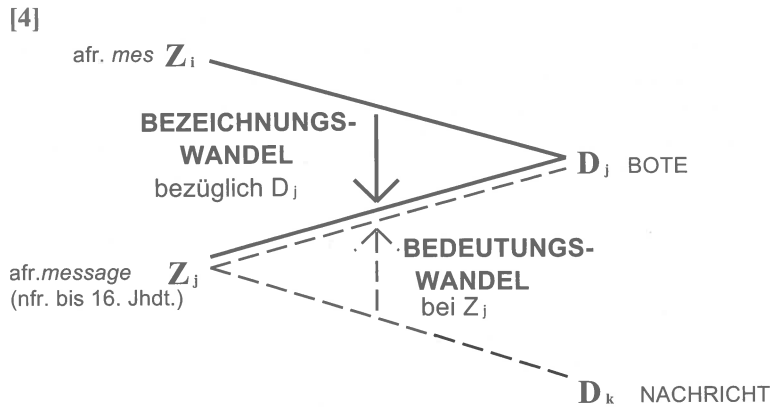 [4]
afr. mes Zi
BEZEICHNUNGS-
WANDEL
bezüglich Dj
Dj BOTE
afr.message Zj
(nfr. bis 16. Jhdt.)
BEDEUTUNGS-
WANDEL
bei Zj
Dk NACHRICHT